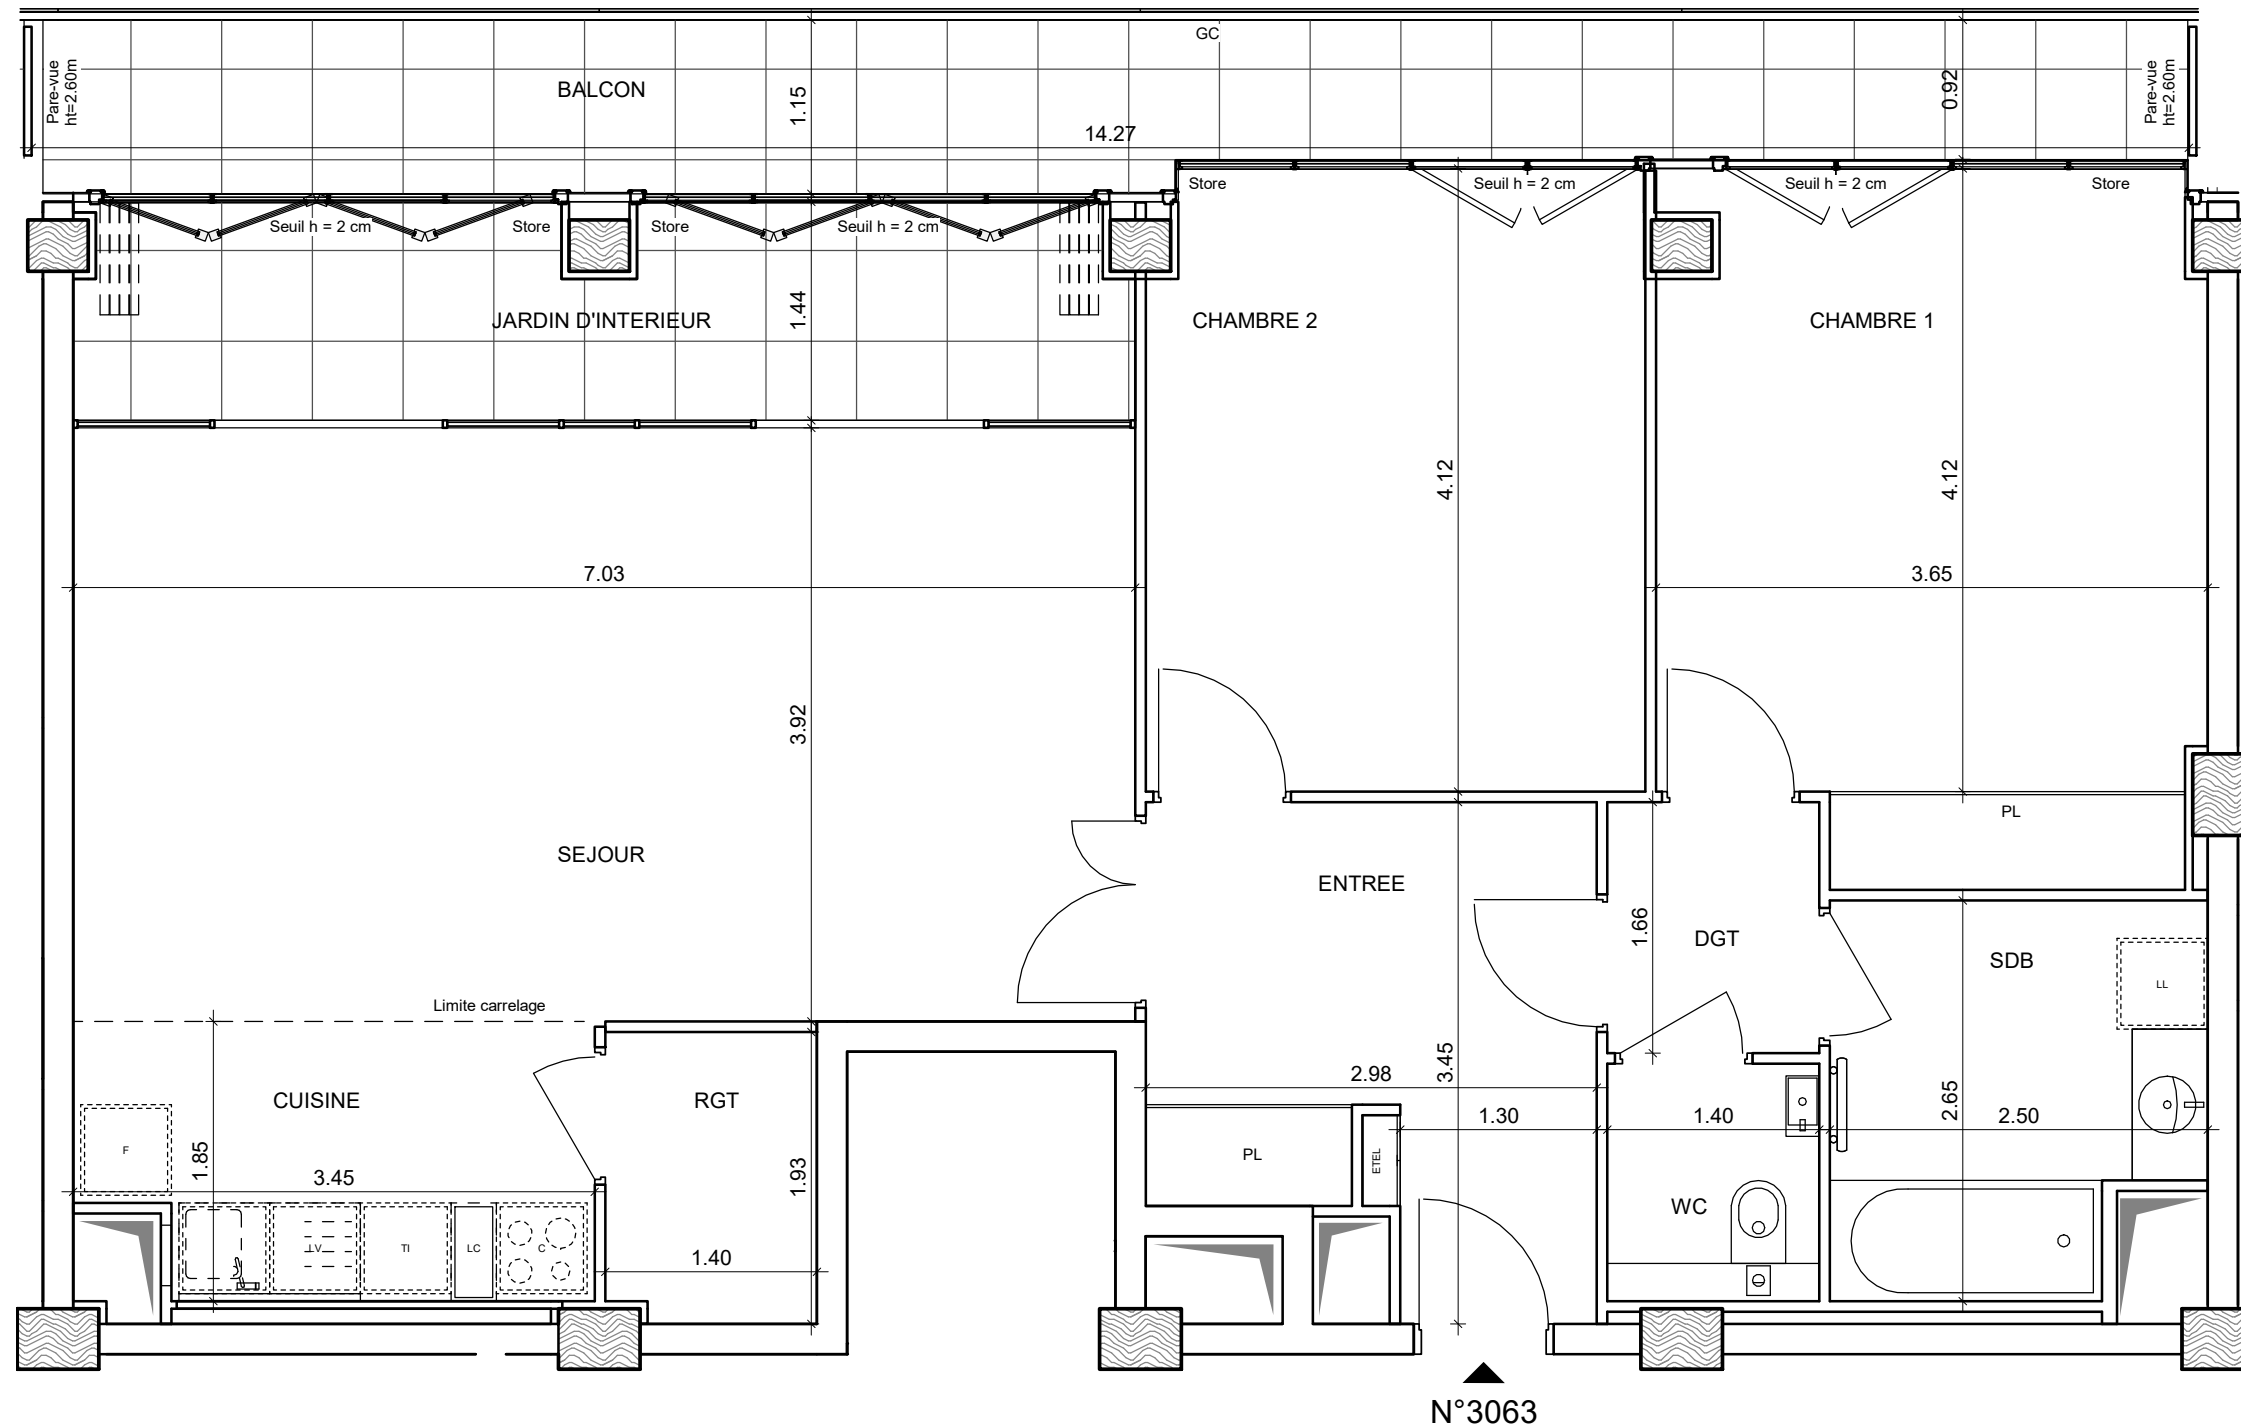 GC
Pare-vue
ht=2.60m
BALCON
1.15
0.92
Pare-vue
ht=2.60m
14.27
Store
Seuil h = 2 cm
Seuil h = 2 cm
Store
Seuil h = 2 cm
Store
Store
Seuil h = 2 cm
JARDIN D'INTERIEUR
1.44
CHAMBRE 2
CHAMBRE 1
4.12
4.12
7.03
3.65
3.92
PL
SEJOUR
ENTREE
1.66
DGT
SDB
LL
Limite carrelage
CUISINE
RGT
2.98
3.45
2.65
1.30
1.40
2.50
F
1.85
3.45
1.93
PL
ETEL
WC
LV
TI
LC
C
1.40
N°3063